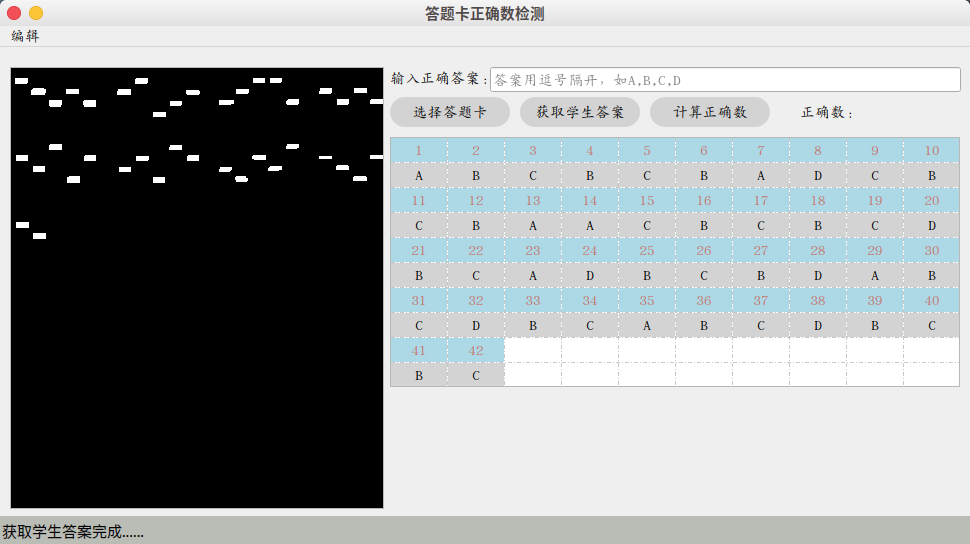 答题卡正确数检测
编辑
输入正确答案: 答案用逗号隔开，如A,B,C,D
选择答题卡 获取学生答案 计算正确数 正确数:
1 2 3 4 5 6 7 8 9 10
A B C B C B A D C B
11 12 13 14 15 16 17 18 19 20
C B A A C B C B C D
21 22 23 24 25 26 27 28 29 30
B C A D B C B D A B
31 32 33 34 35 36 37 38 39 40
C D B C A B C D B C
41 42
B C
获取学生答案完成......